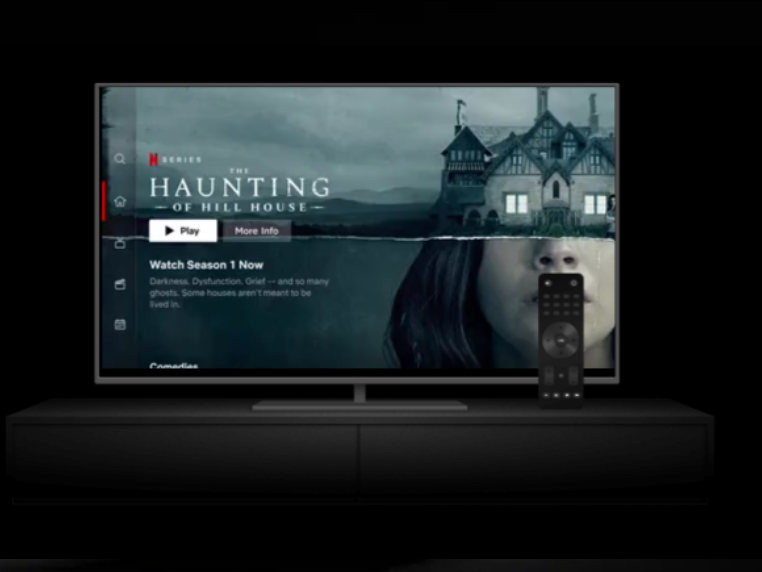 N SERIES
THE
HAUNTING
OF HILL HOUSE
Play
More Info
Watch Season 1 Now
Darkness. Dysfunction. Grief -- and so many
ghosts. Some houses aren't meant to be
lived in.
Comedies